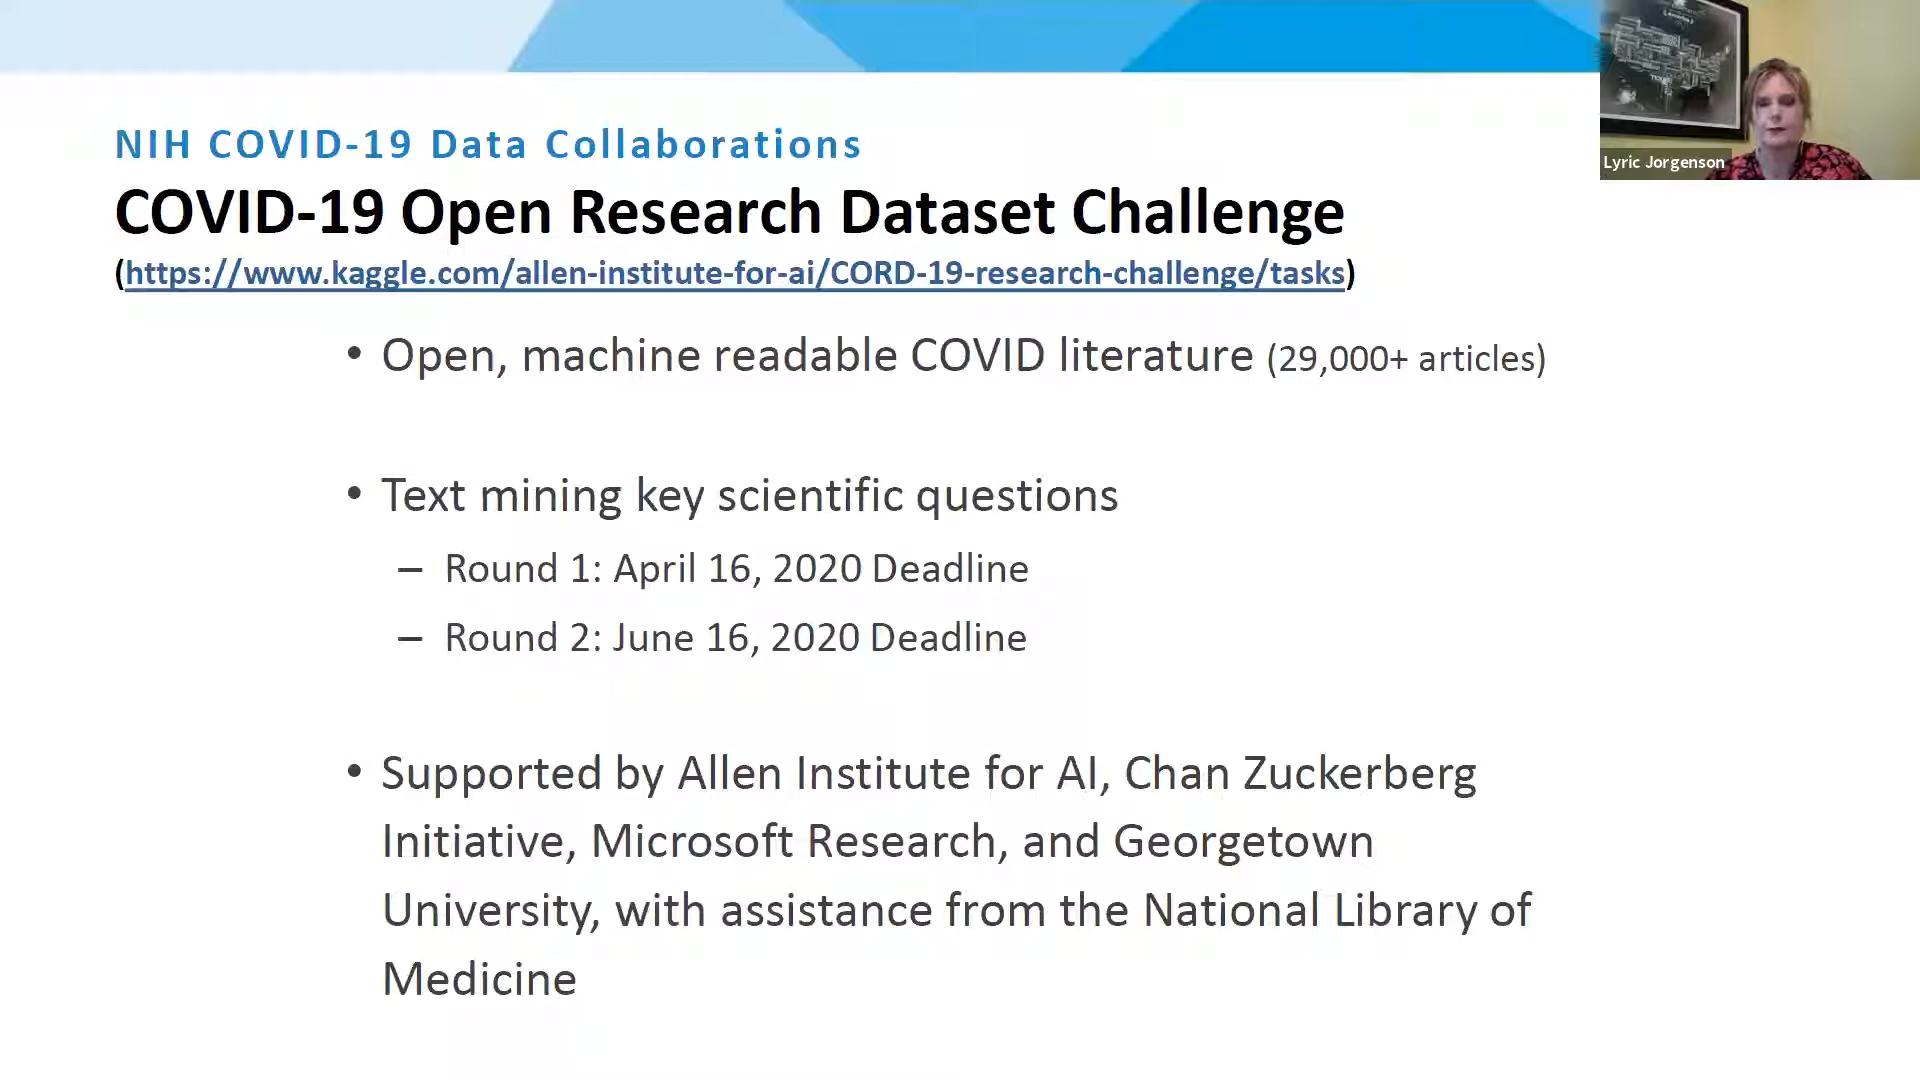 NIH COVID-19 Data Collaborations
COVID-19 Open Research Dataset Challenge
(https://www.kaggle.com/allen-institute-for-ai/CORD-19-research-challenge/tasks)
• Open, machine readable COVID literature (29,000+ articles)
• Text mining key scientific questions
– Round 1: April 16, 2020 Deadline
– Round 2: June 16, 2020 Deadline
• Supported by Allen Institute for AI, Chan Zuckerberg
Initiative, Microsoft Research, and Georgetown
University, with assistance from the National Library of
Medicine
Lyric Jorgenson